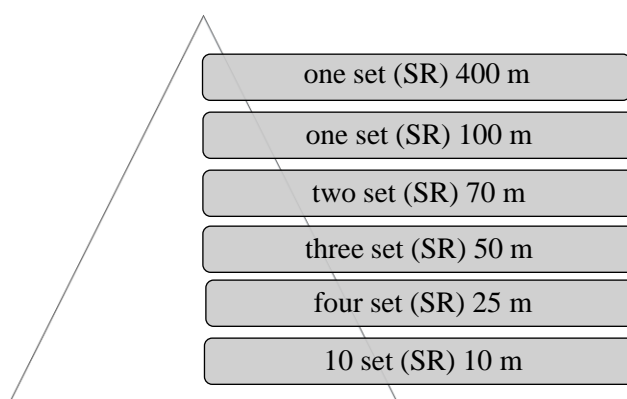 one set (SR) 400 m
one set (SR) 100 m
two set (SR) 70 m
three set (SR) 50 m
four set (SR) 25 m
10 set (SR) 10 m